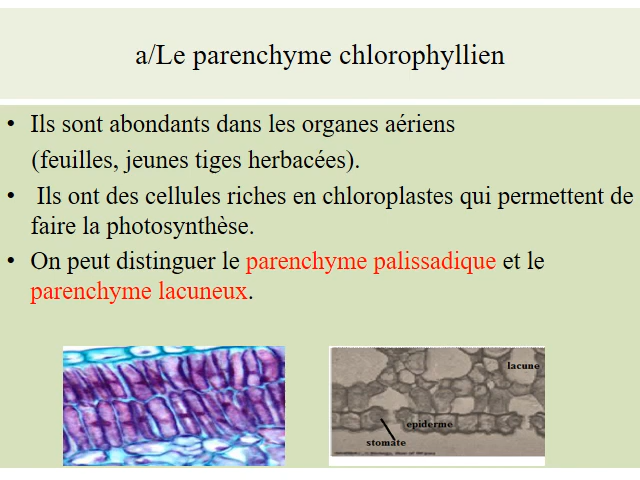 a/Le parenchyme chlorophyllien
• Ils sont abondants dans les organes aériens
(feuilles, jeunes tiges herbacées).
• Ils ont des cellules riches en chloroplastes qui permettent de
faire la photosynthèse.
• On peut distinguer le parenchyme palissadique et le
parenchyme lacuneux.
lacune
epiderme
stomate